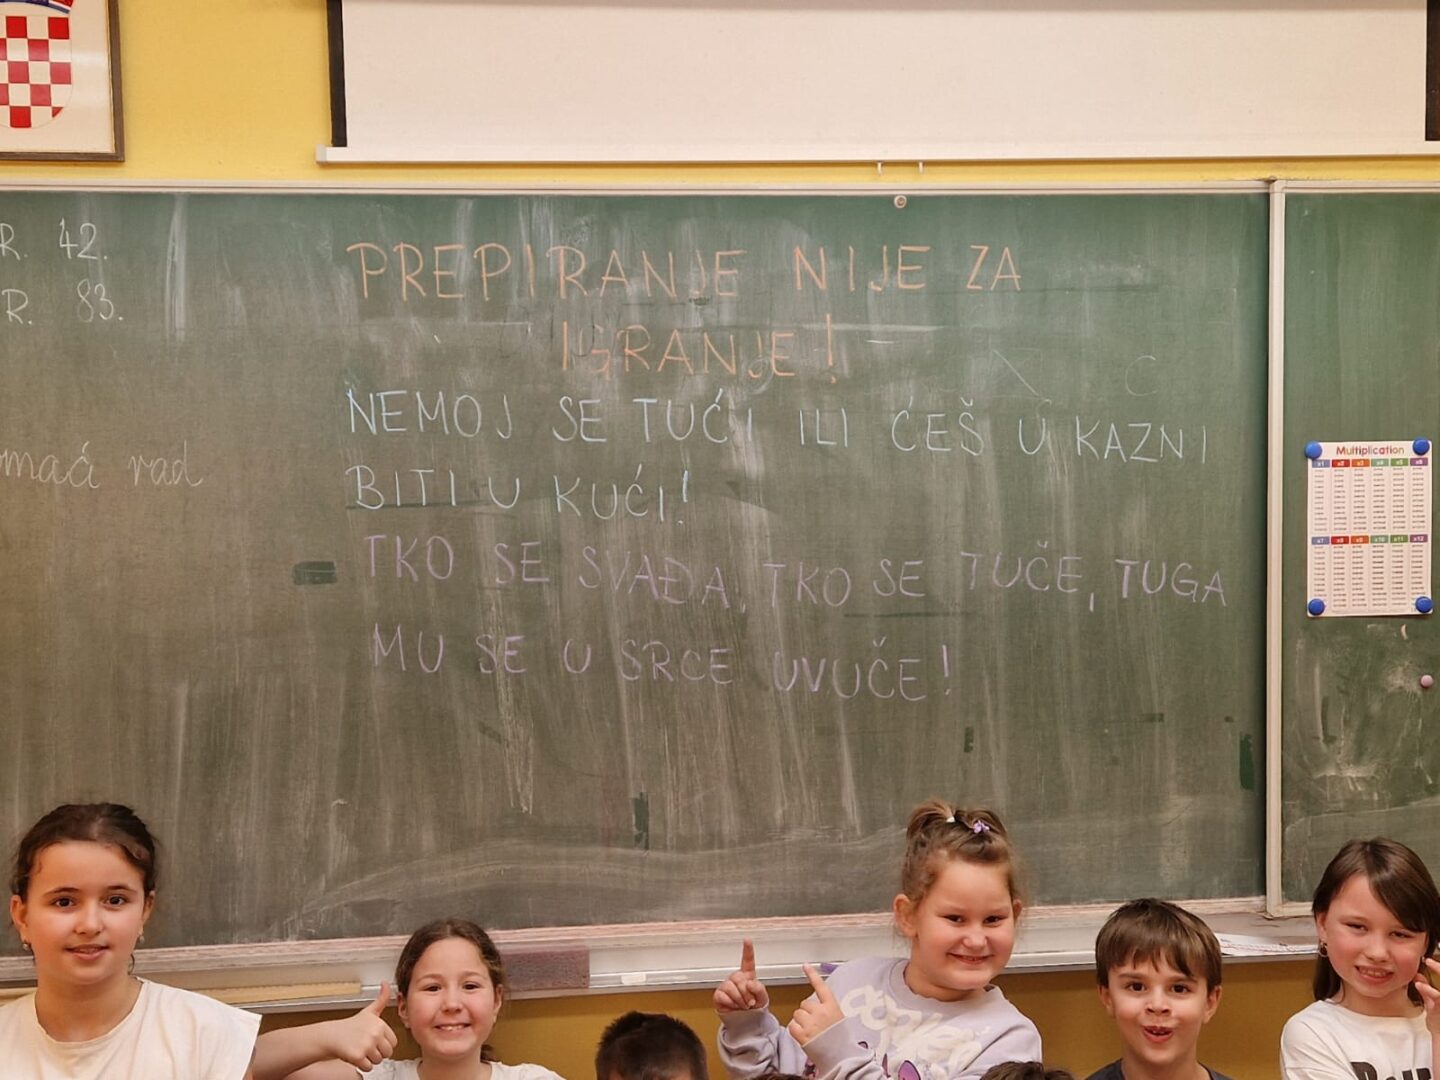 R. 42.
R. 83.
PREPIRANJE NIJE ZA
IGRANJE!
NEMOJ SE TUĆI ILI ĆEŠ U KAZNI
BITI U KUĆI!
TKO SE SVAĐA, TKO SE TUČE, TUGA
MU SE U SRCE UVUČE!
maći rad
Multiplication